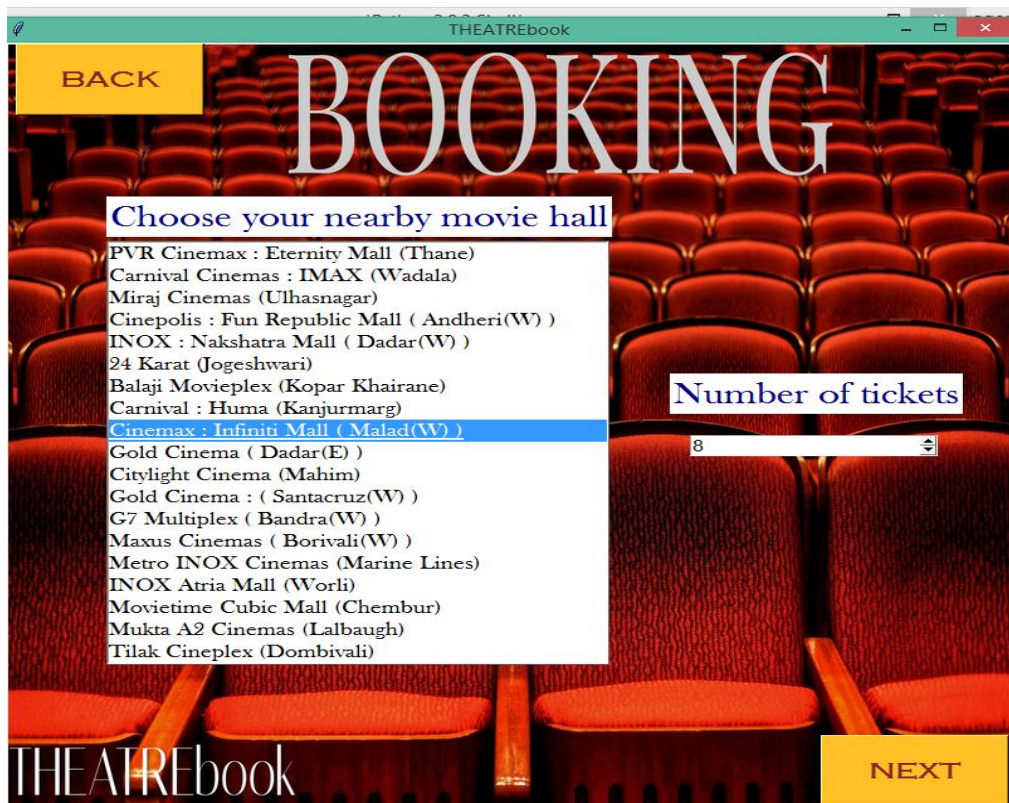 THEATREbook
BACK
BOOKING
Choose your nearby movie hall
PVR Cinemax : Eternity Mall (Thane)
Carnival Cinemas : IMAX (Wadala)
Miraj Cinemas (Ulhasnagar)
Cinepolis : Fun Republic Mall ( Andheri(W) )
INOX : Nakshatra Mall ( Dadar(W) )
24 Karat (Jogeshwari)
Balaji Movieplex (Kopar Khairane)
Carnival : Huma (Kanjurmarg)
Cinemax : Infiniti Mall ( Malad(W) )
Gold Cinema ( Dadar(E) )
Citylight Cinema (Mahim)
Gold Cinema : ( Santacruz(W) )
G7 Multiplex ( Bandra(W) )
Maxus Cinemas ( Borivali(W) )
Metro INOX Cinemas (Marine Lines)
INOX Atria Mall (Worli)
Movietime Cubic Mall (Chembur)
Mukta A2 Cinemas (Lalbaugh)
Tilak Cineplex (Dombivali)
Number of tickets
8
THEATREbook
NEXT